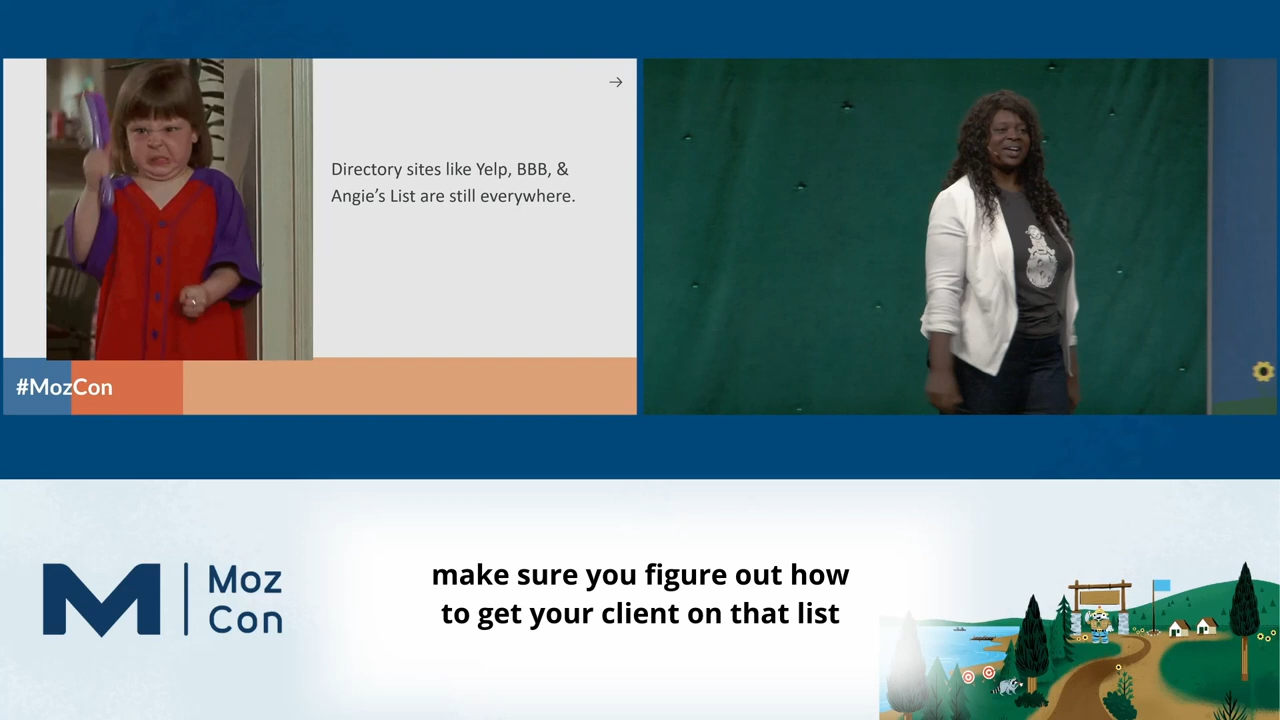 →
Directory sites like Yelp, BBB, &
Angie’s List are still everywhere.
#MozCon
Moz
Con
make sure you figure out how
to get your client on that list